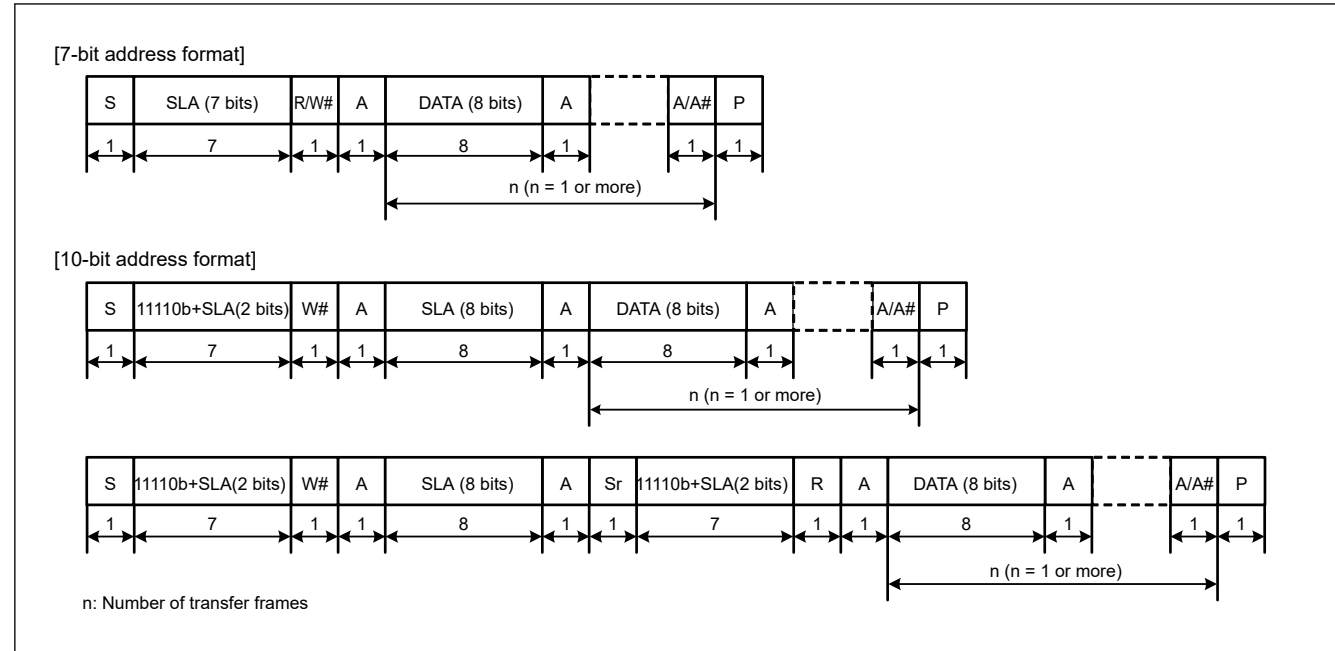 [7-bit address format]
S SLA (7 bits) R/W# A DATA (8 bits) A A/A# P
1 7 1 1 8 1 1 1
n (n = 1 or more)
[10-bit address format]
S 11110b+SLA(2 bits) W# A SLA (8 bits) A DATA (8 bits) A A/A# P
1 7 1 1 8 1 8 1 1 1
n (n = 1 or more)
S 11110b+SLA(2 bits) W# A SLA (8 bits) A Sr 11110b+SLA(2 bits) R A DATA (8 bits) A A/A# P
1 7 1 1 8 1 1 7 1 1 8 1 1 1
n (n = 1 or more)
n: Number of transfer frames